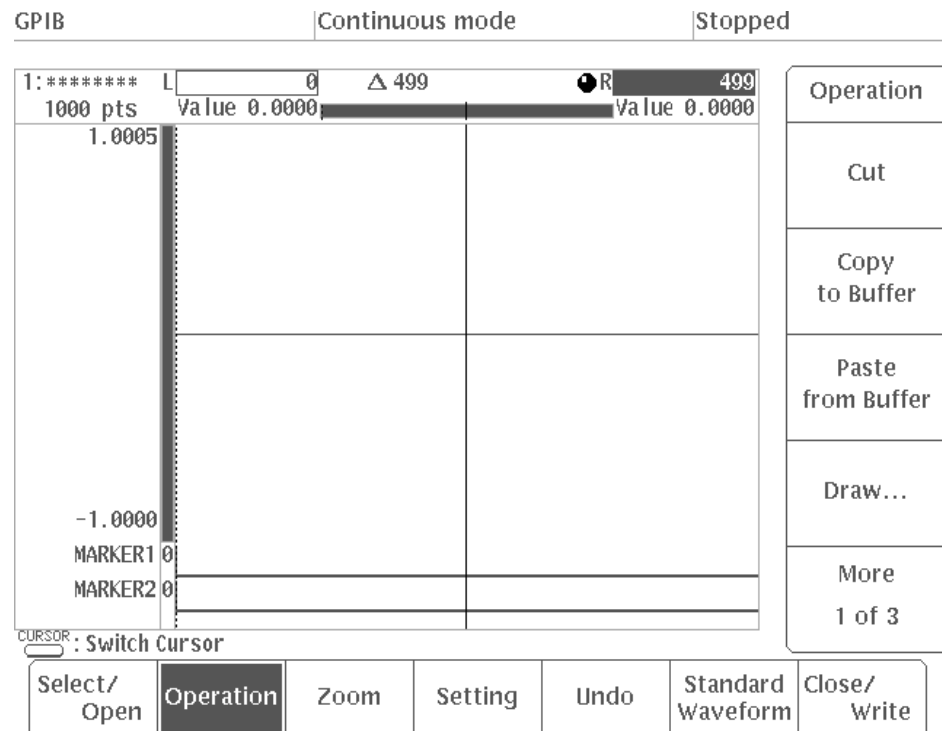 GPIB Continuous mode Stopped
1:******** L 0 Δ 499 R 499
1000 pts Value 0.0000 Value 0.0000
1.0005
-1.0000
MARKER1 0
MARKER2 0
CURSOR : Switch Cursor
Operation
Cut
Copy
to Buffer
Paste
from Buffer
Draw...
More
1 of 3
Select/
Open
Operation
Zoom
Setting
Undo
Standard
Waveform
Close/
Write